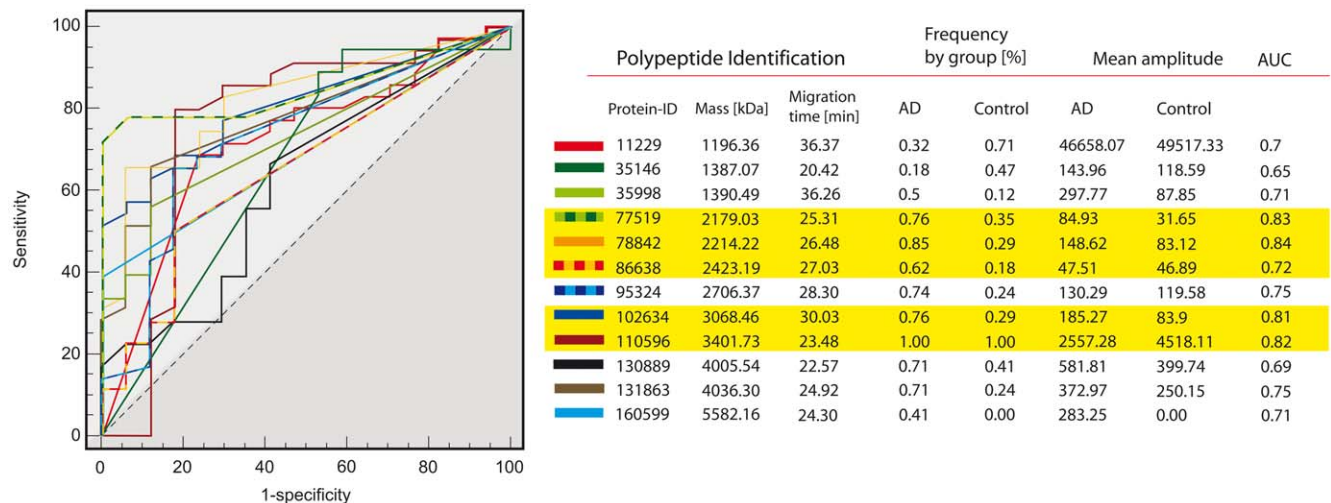 100
80
60
40
20
0
Sensitivity
0 20 40 60 80 100
1-specificity
Polypeptide Identification Frequency by group [%] Mean amplitude AUC
Protein-ID Mass [kDa] Migration time [min] AD Control AD Control
11229 1196.36 36.37 0.32 0.71 46658.07 49517.33 0.7
35146 1387.07 20.42 0.18 0.47 143.96 118.59 0.65
35998 1390.49 36.26 0.5 0.12 297.77 87.85 0.71
77519 2179.03 25.31 0.76 0.35 84.93 31.65 0.83
78842 2214.22 26.48 0.85 0.29 148.62 83.12 0.84
86638 2423.19 27.03 0.62 0.18 47.51 46.89 0.72
95324 2706.37 28.30 0.74 0.24 130.29 119.58 0.75
102634 3068.46 30.03 0.76 0.29 185.27 83.9 0.81
110596 3401.73 23.48 1.00 1.00 2557.28 4518.11 0.82
130889 4005.54 22.57 0.71 0.41 581.81 399.74 0.69
131863 4036.30 24.92 0.71 0.24 372.97 250.15 0.75
160599 5582.16 24.30 0.41 0.00 283.25 0.00 0.71